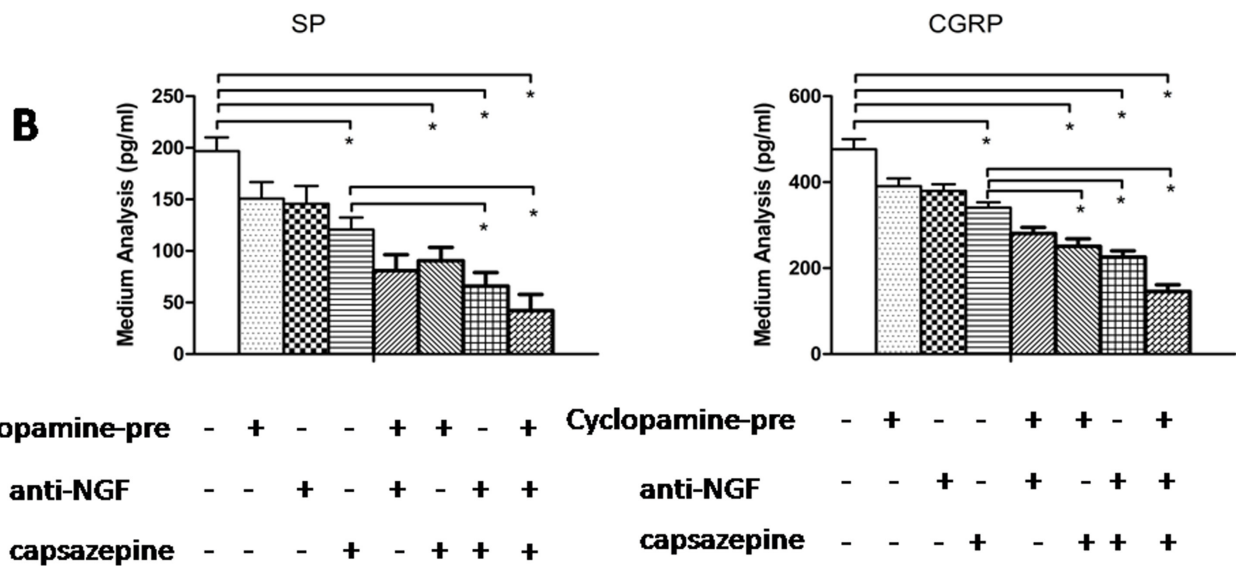 SP
CGRP
B
Medium Analysis (pg/ml)
250
200
150
100
50
0
* * * *
* *
Medium Analysis (pg/ml)
600
400
200
0
* * * *
* * *
opamine-pre - + - - + + - +
anti-NGF - - + - + - + +
capsazepine - - - + - + + +
Cyclopamine-pre - + - - + + - +
anti-NGF - - + - + - + +
capsazepine - - - + - + + +